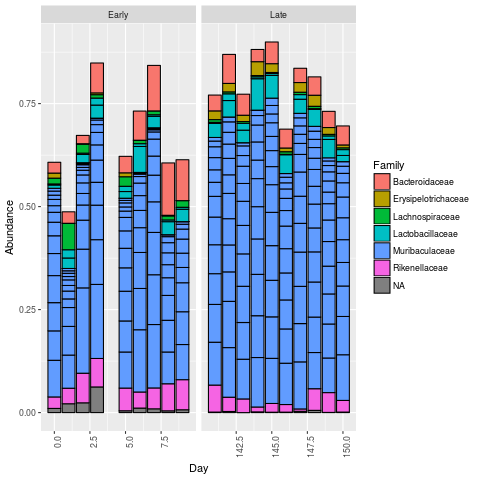 Early Late
Abundance
0.75
0.50
0.25
0.00
0.0 2.5 5.0 7.5 142.5 145.0 147.5 150.0
Day
Family
Bacteroidaceae
Erysipelotrichaceae
Lachnospiraceae
Lactobacillaceae
Muribaculaceae
Rikenellaceae
NA